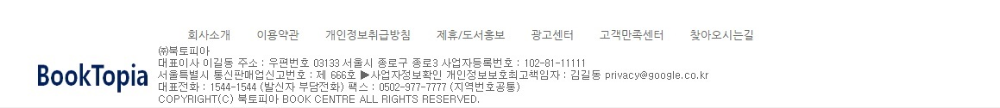 회사소개 이용약관 개인정보취급방침 제휴/도서홍보 광고센터 고객만족센터 찾아오시는길
BookTopia
㈜북토피아
대표이사 이길동 주소 : 우편번호 03133 서울시 종로구 종로3 사업자등록번호 : 102-81-11111
서울특별시 통신판매업신고번호 : 제 666호 ▶사업자정보확인 개인정보보호최고책임자 : 김길동 privacy@google.co.kr
대표전화 : 1544-1544 (발신자 부담전화) 팩스 : 0502-977-7777 (지역번호공통)
COPYRIGHT(C) 북토피아 BOOK CENTRE ALL RIGHTS RESERVED.